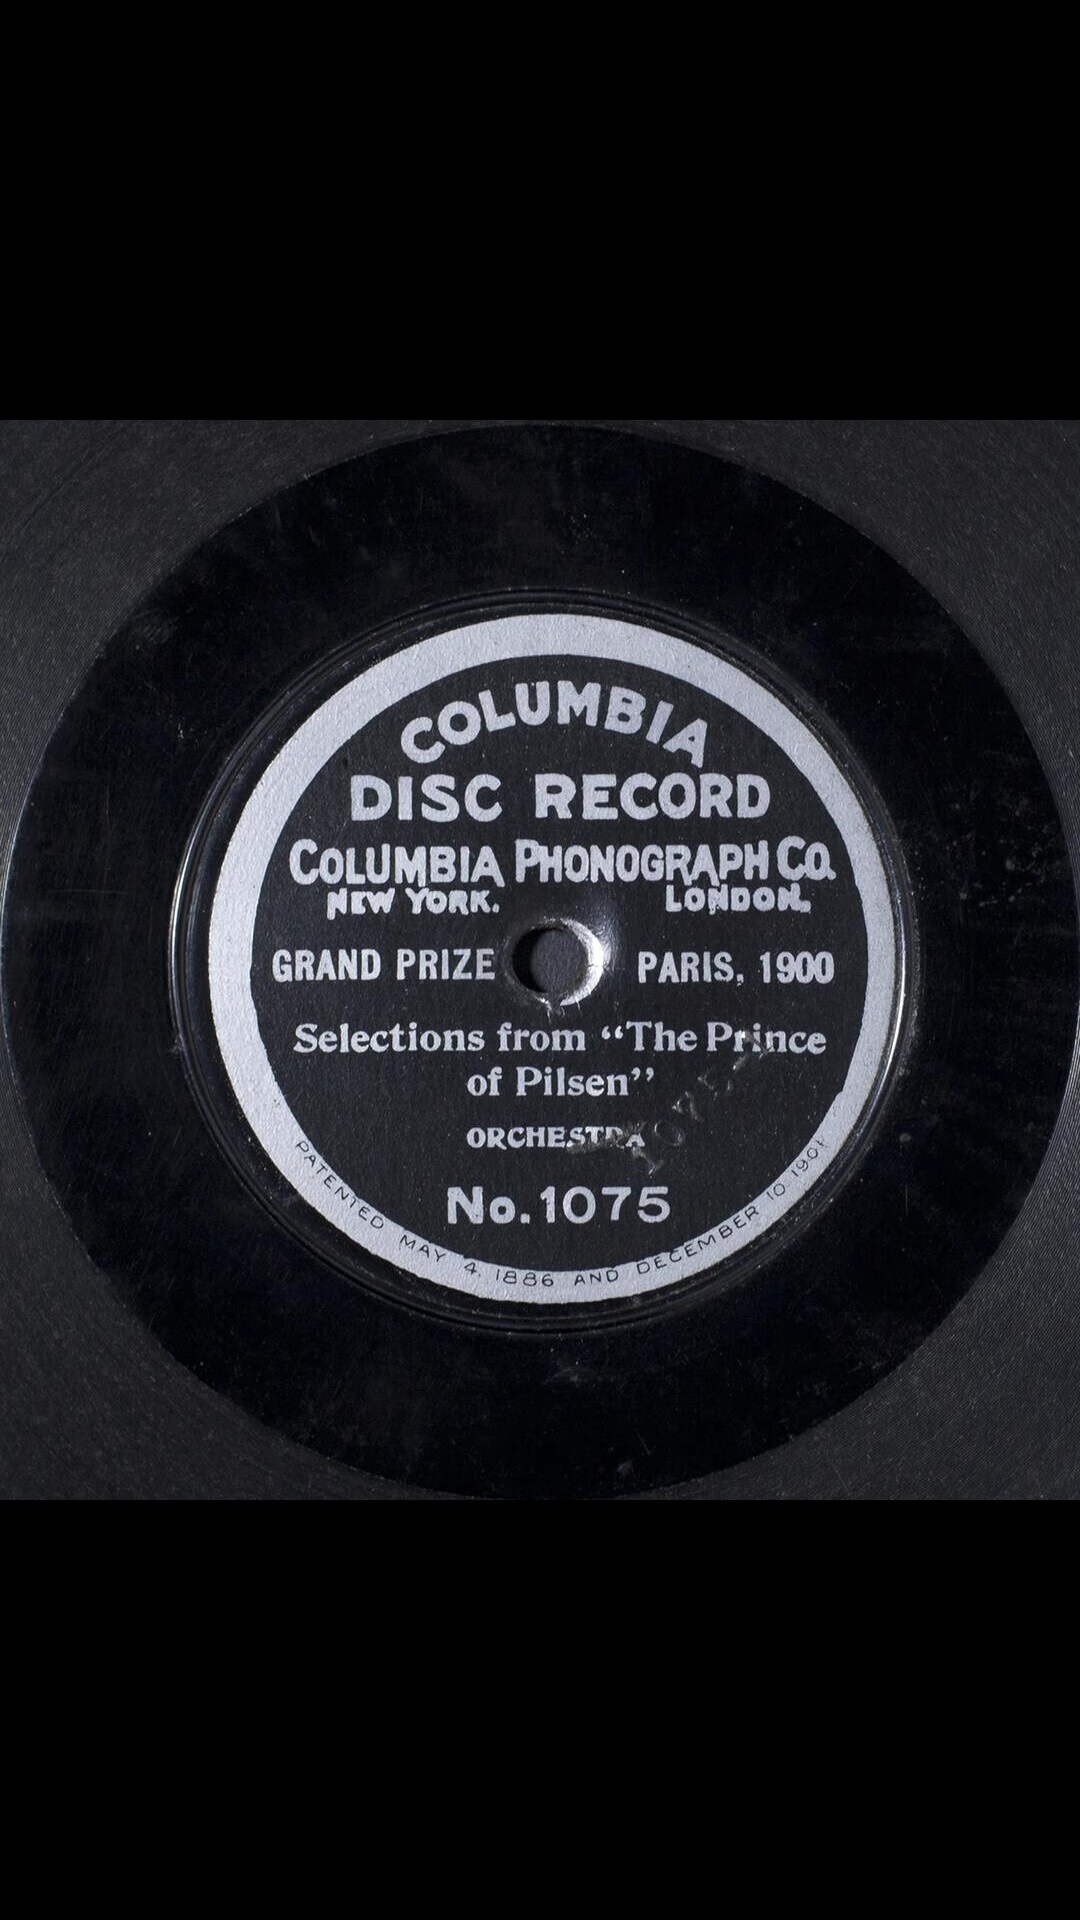 COLUMBIA
DISC RECORD
COLUMBIA PHONOGRAPH CO.
NEW YORK. LONDON.
GRAND PRIZE PARIS, 1900
Selections from “The Prince
of Pilsen”
ORCHESTRA
No. 1075
PATENTED MAY 4, 1886 AND DECEMBER 10 1901